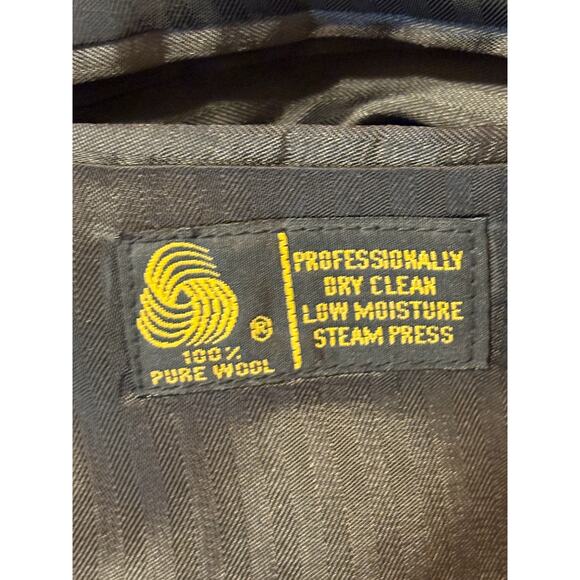 ®
100%
PURE WOOL
PROFESSIONALLY
DRY CLEAN
LOW MOISTURE
STEAM PRESS